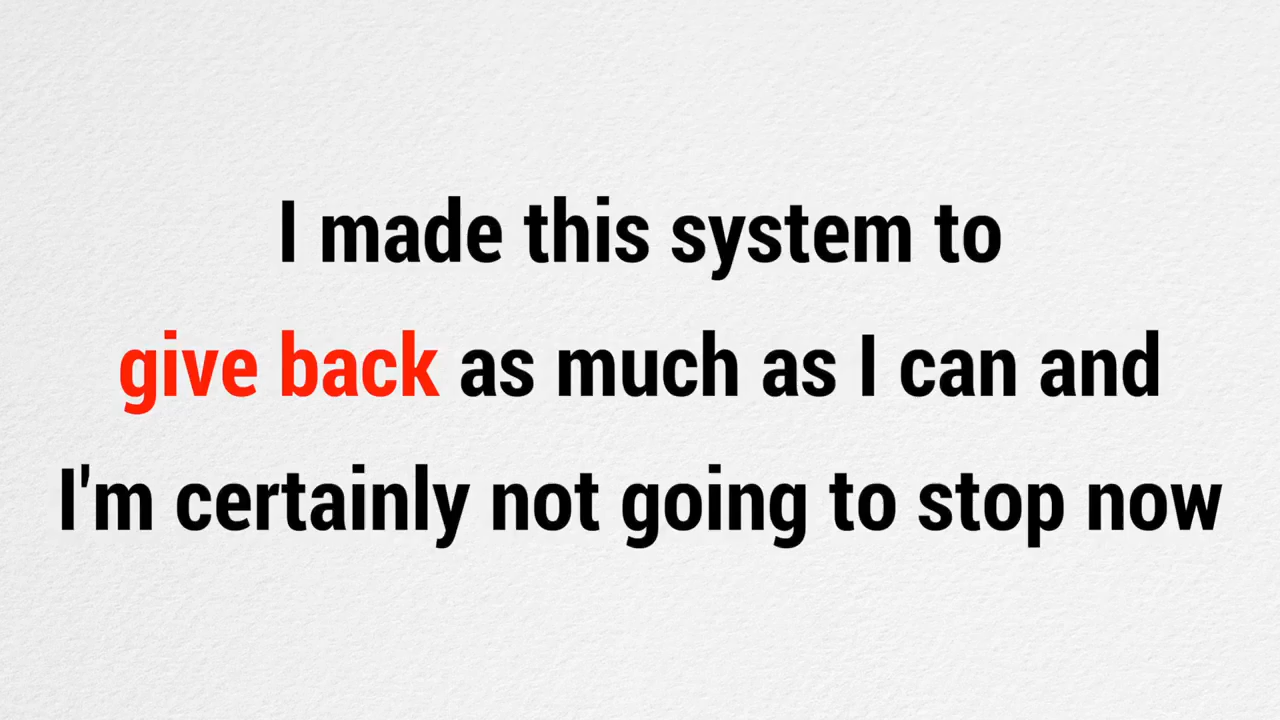 I made this system to
give back as much as I can and
I'm certainly not going to stop now